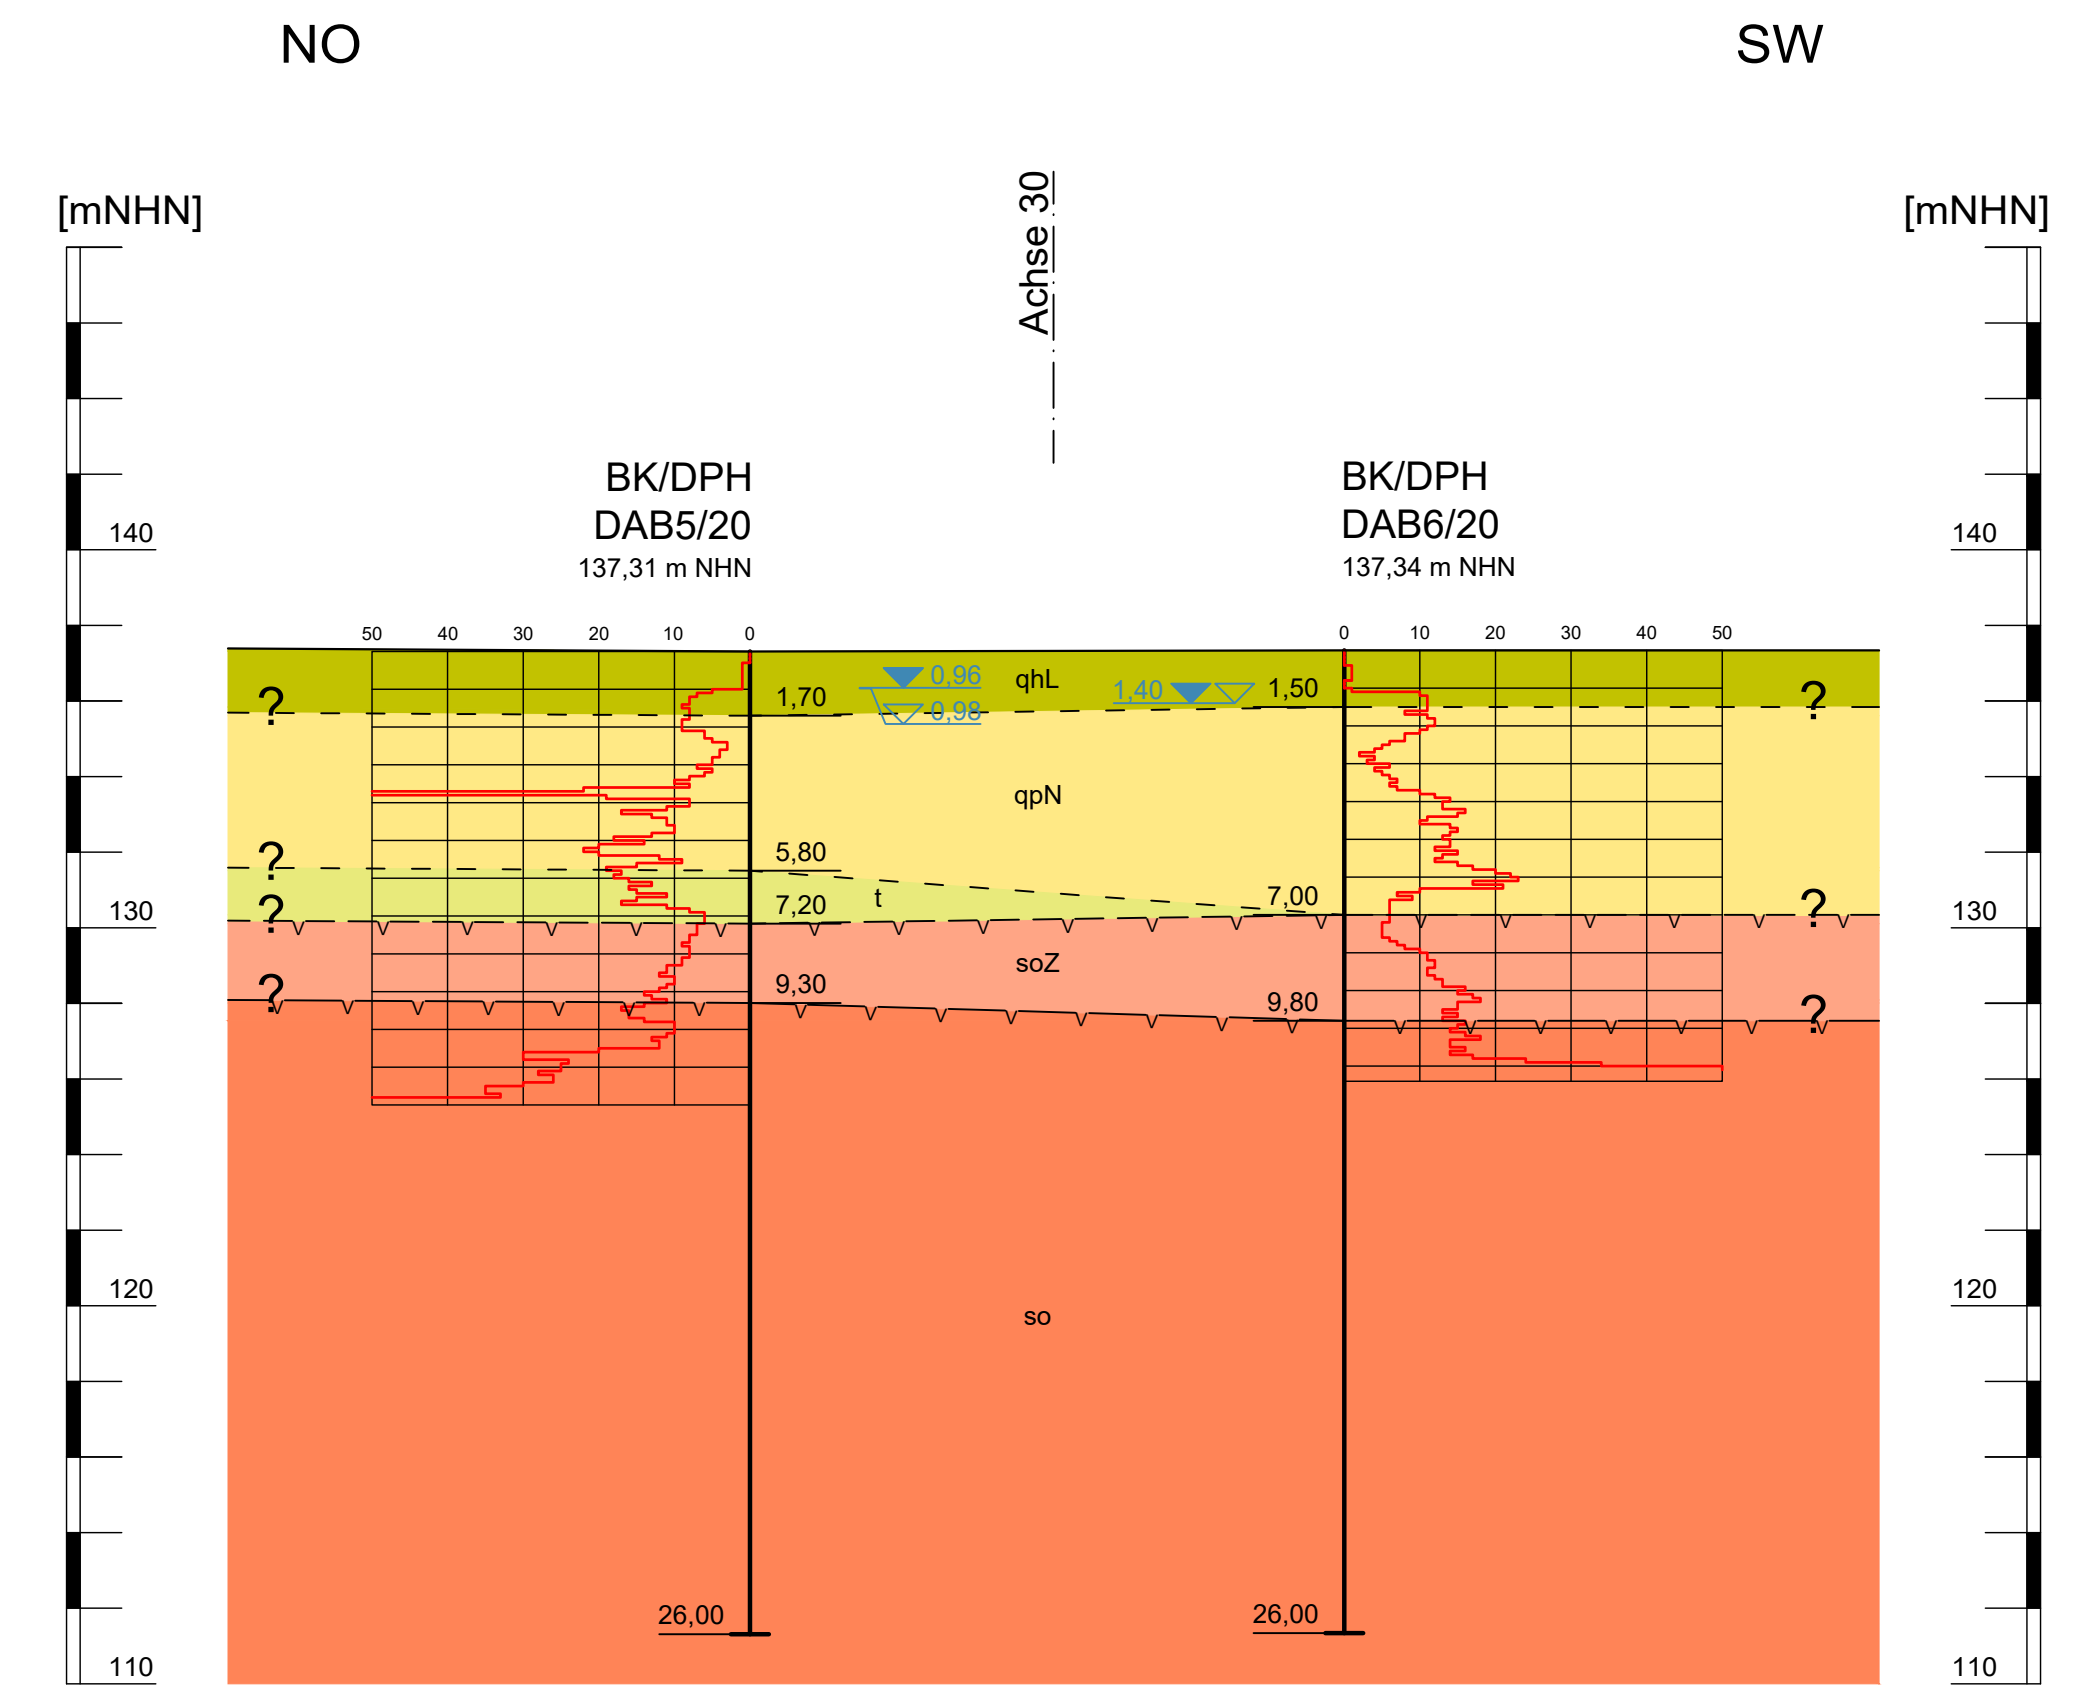 NO
SW
[mNHN]
[mNHN]
Achse 30
BK/DPH
DAB5/20
137,31 m NHN
BK/DPH
DAB6/20
137,34 m NHN
140
140
50 40 30 20 10 0
0 10 20 30 40 50
?
1,70
0,96
0,98
qhL
1,40
1,50
?
qpN
?
5,80
?
7,20
t
7,00
?
130
130
soZ
?
9,30
9,80
?
120
120
so
26,00
26,00
110
110